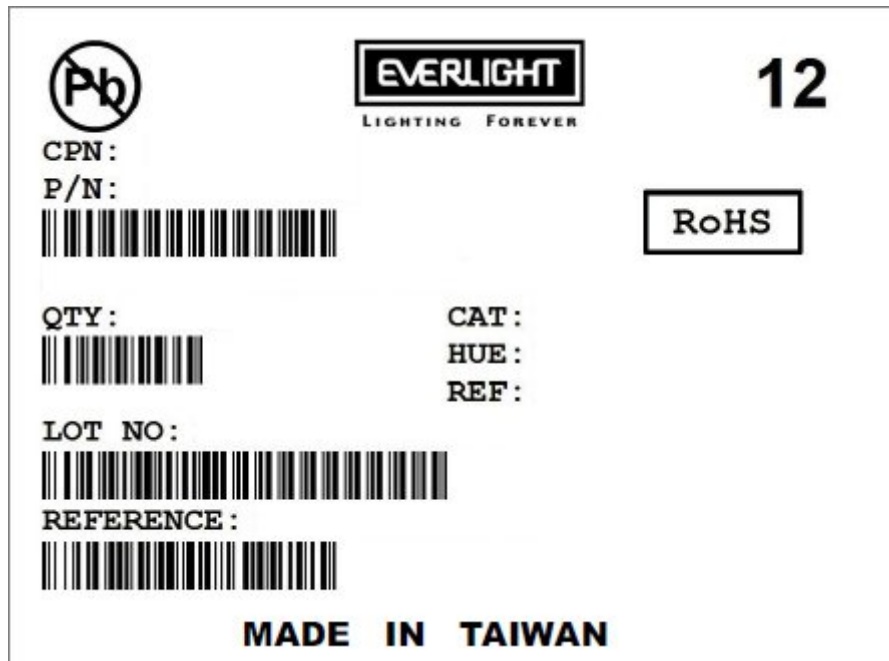 Pb
EVERLIGHT
LIGHTING FOREVER
12
CPN:
P/N:
RoHS
QTY:
CAT:
HUE:
REF:
LOT NO:
REFERENCE:
MADE IN TAIWAN